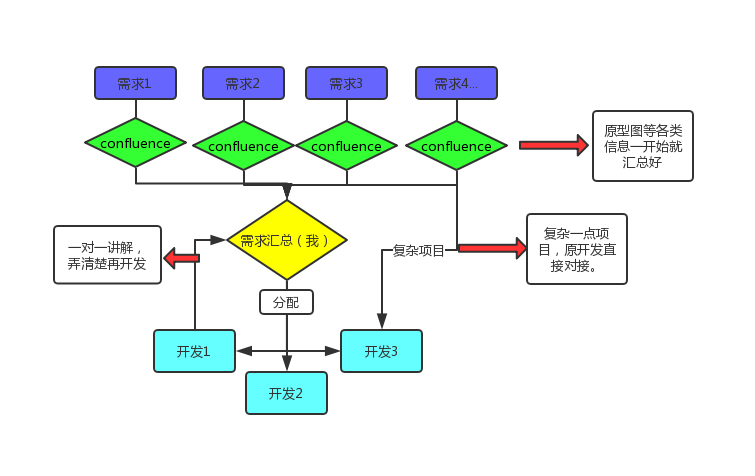 需求1
需求2
需求3
需求4...
confluence
confluence
confluence
confluence
原型图等各类
信息一开始就
汇总好
需求汇总（我）
一对一讲解，
弄清楚再开发
复杂项目
复杂一点项
目，原开发直
接对接。
分配
开发1
开发3
开发2